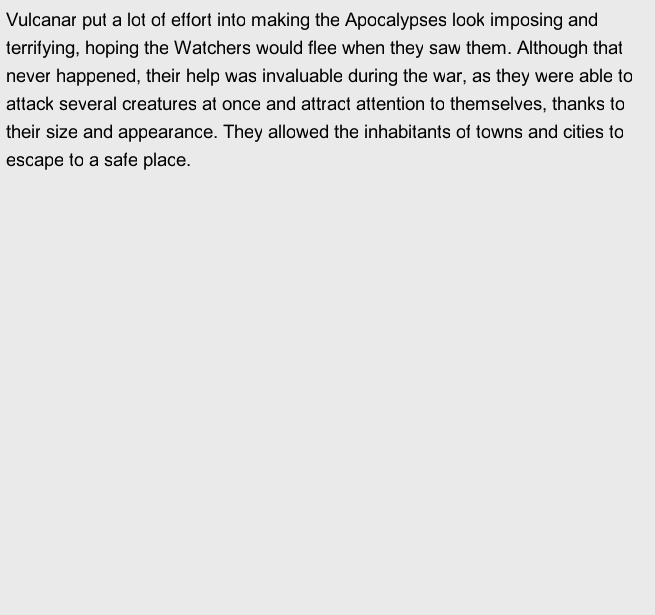 Vulcanar put a lot of effort into making the Apocalypses look imposing and
terrifying, hoping the Watchers would flee when they saw them. Although that
never happened, their help was invaluable during the war, as they were able to
attack several creatures at once and attract attention to themselves, thanks to
their size and appearance. They allowed the inhabitants of towns and cities to
escape to a safe place.